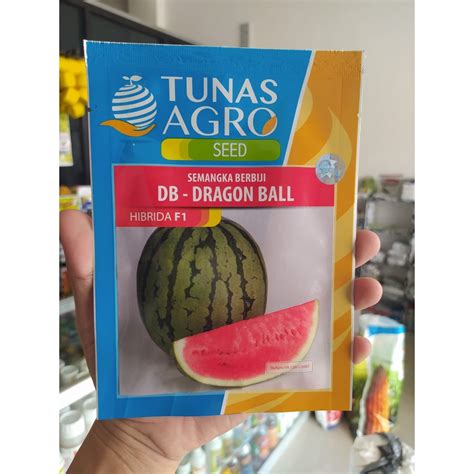 TUNAS
AGRO
SEED
SEMANGKA BERBIJI
DB - DRAGON BALL
HIBRIDA F1